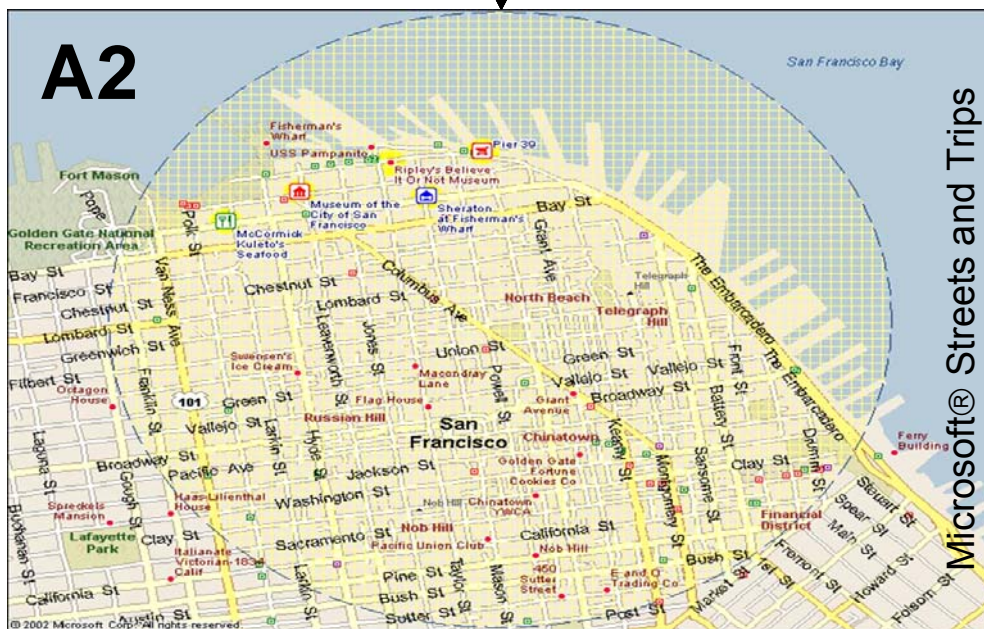 A2
San Francisco Bay
Microsoft® Streets and Trips
Fisherman's
Wharf
USS Pampanito
Pier 39
Ripley's Believe
It Or Not Museum
Fort Mason
Pope
Museum of the
City of San
Francisco
Sheraton
at Fisherman's
Wharf
Bay St
Polk St
McCormick
Kuleto's
Seafood
Golden Gate National
Recreation Area
Grant Ave
Bay St
Van Ness Ave
Columbus Ave
The Embarcadero
Telegraph
Hill
Francisco St
Chestnut St
Chestnut St
Lombard St
North Beach
Telegraph
Hill
Lombard St
Leavenworth St
Jones St
Greenwich St
Union St
Green St
Front St
The Embarcadero
Filbert St
Swensen's
Ice Cream
Macondray
Lane
Powell St
Vallejo St
Vallejo St
Octagon
House
Franklin St
101
Green St
Flag House
Giant
Avenue
Broadway St
Battery St
Russian Hill
Vallejo St
San
Francisco
Chinatown
Kearny St
Drumm St
Ferry
Building
Laguna St
Larkin St
Hyde St
Broadway St
Pacific Ave
Jackson St
Golden Gate
Fortune
Cookies Co
Montgomery St
Sansome St
Clay St
Gough St
Washington St
Nob Hill
Chinatown
YWCA
Steuart St
Spear St
Main St
Buchanan St
Spreckels
Mansion
Haas-Lilienthal
House
Lafayette
Park
Clay St
Sacramento St
Nob Hill
California St
Financial
District
Pacific Union Club
Nob Hill
Italianate
Victorian-1834
Calif
Bush St
Fremont St
Howard St
Pine St
Taylor St
Mason St
450
Sutter
Street
E and O
Trading Co
1st St
California St
Larkin St
Bush St
Market St
Folsom St
Austin St
Sutter St
Post St
© 2002 Microsoft Corp. All rights reserved.